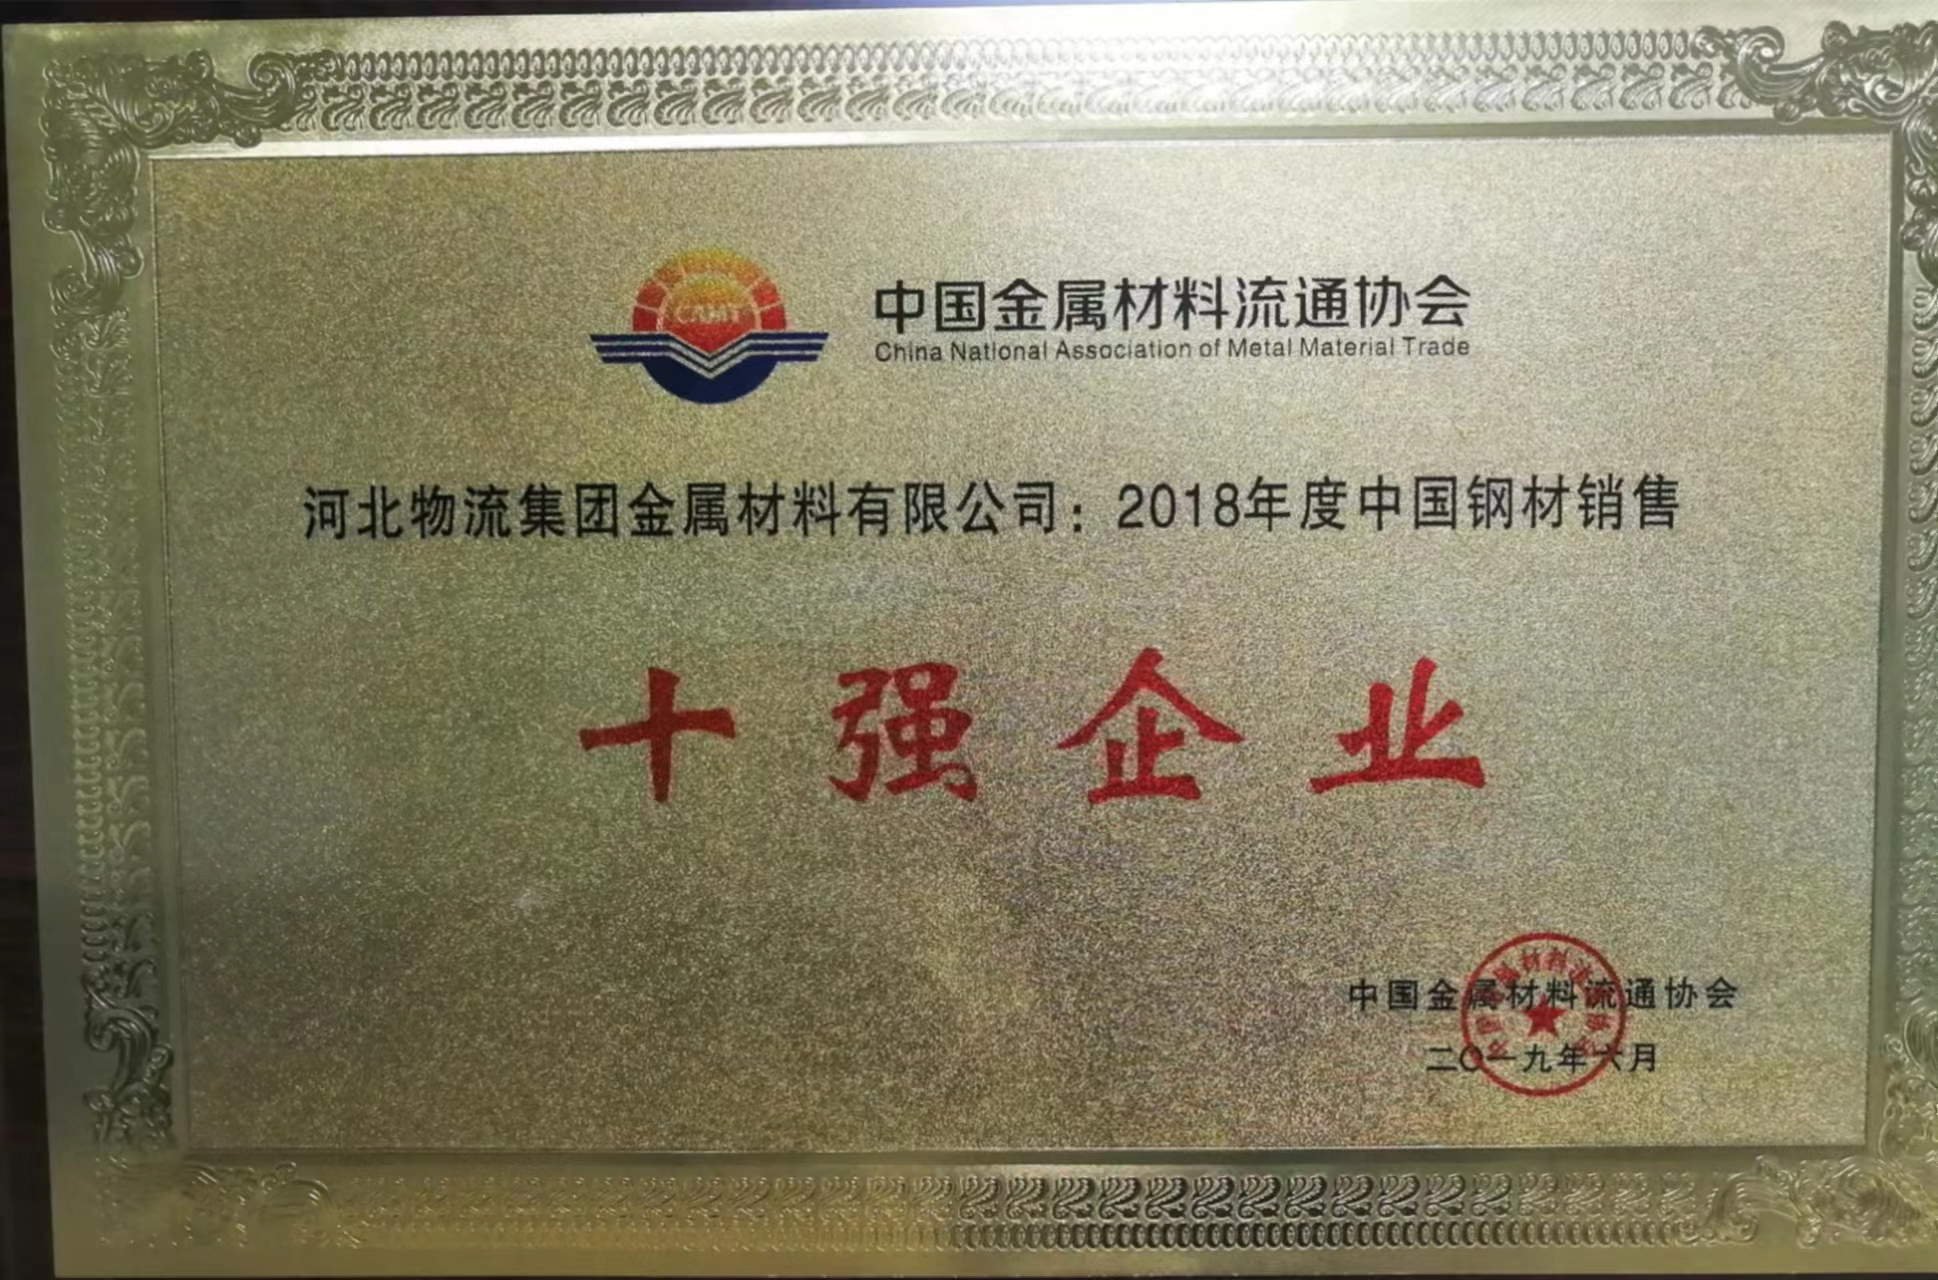 CAMT
中国金属材料流通协会
China National Association of Metal Material Trade
河北物流集团金属材料有限公司：2018年度中国钢材销售
十强企业
中国金属材料流通协会
二〇一九年六月